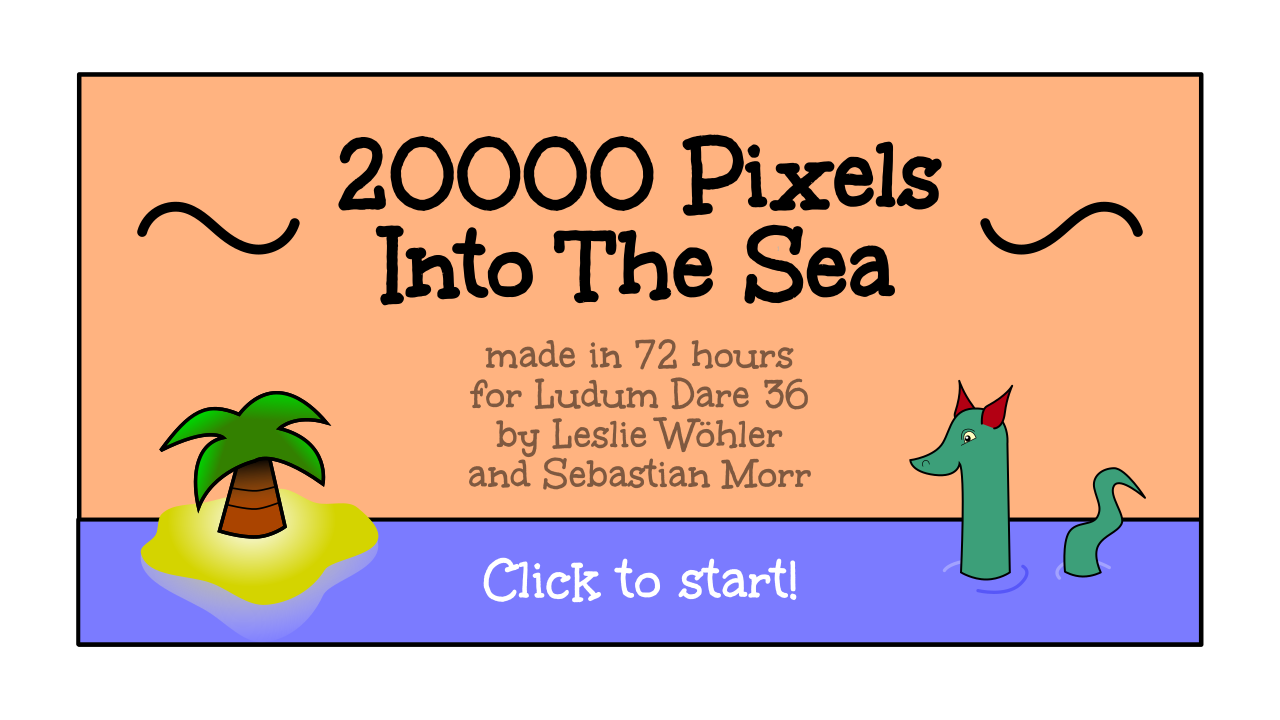 20000 Pixels
Into The Sea
made in 72 hours
for Ludum Dare 36
by Leslie Wöhler
and Sebastian Morr
Click to start!